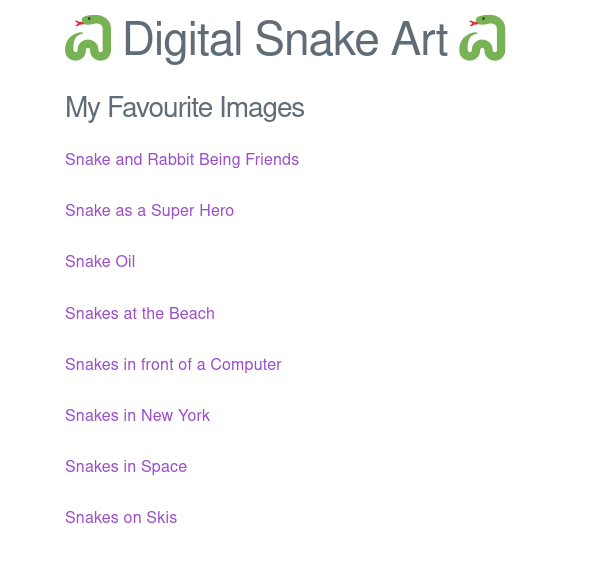 Digital Snake Art
My Favourite Images
Snake and Rabbit Being Friends
Snake as a Super Hero
Snake Oil
Snakes at the Beach
Snakes in front of a Computer
Snakes in New York
Snakes in Space
Snakes on Skis